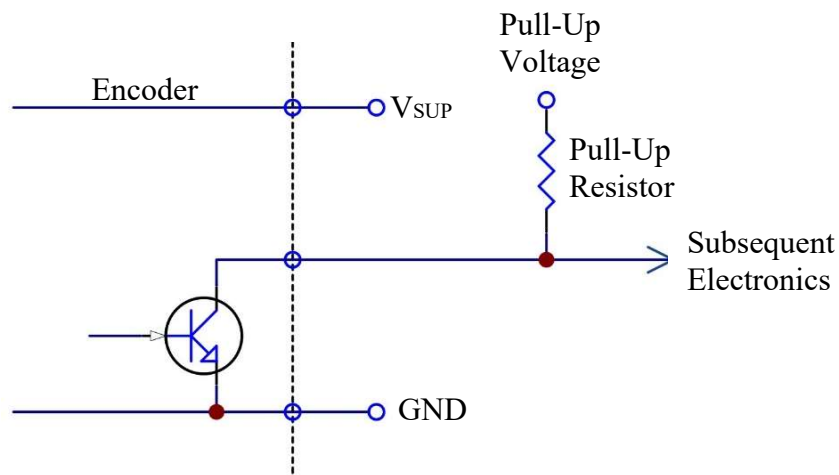 Pull-Up
Voltage
Encoder
VSUP
Pull-Up
Resistor
Subsequent
Electronics
GND